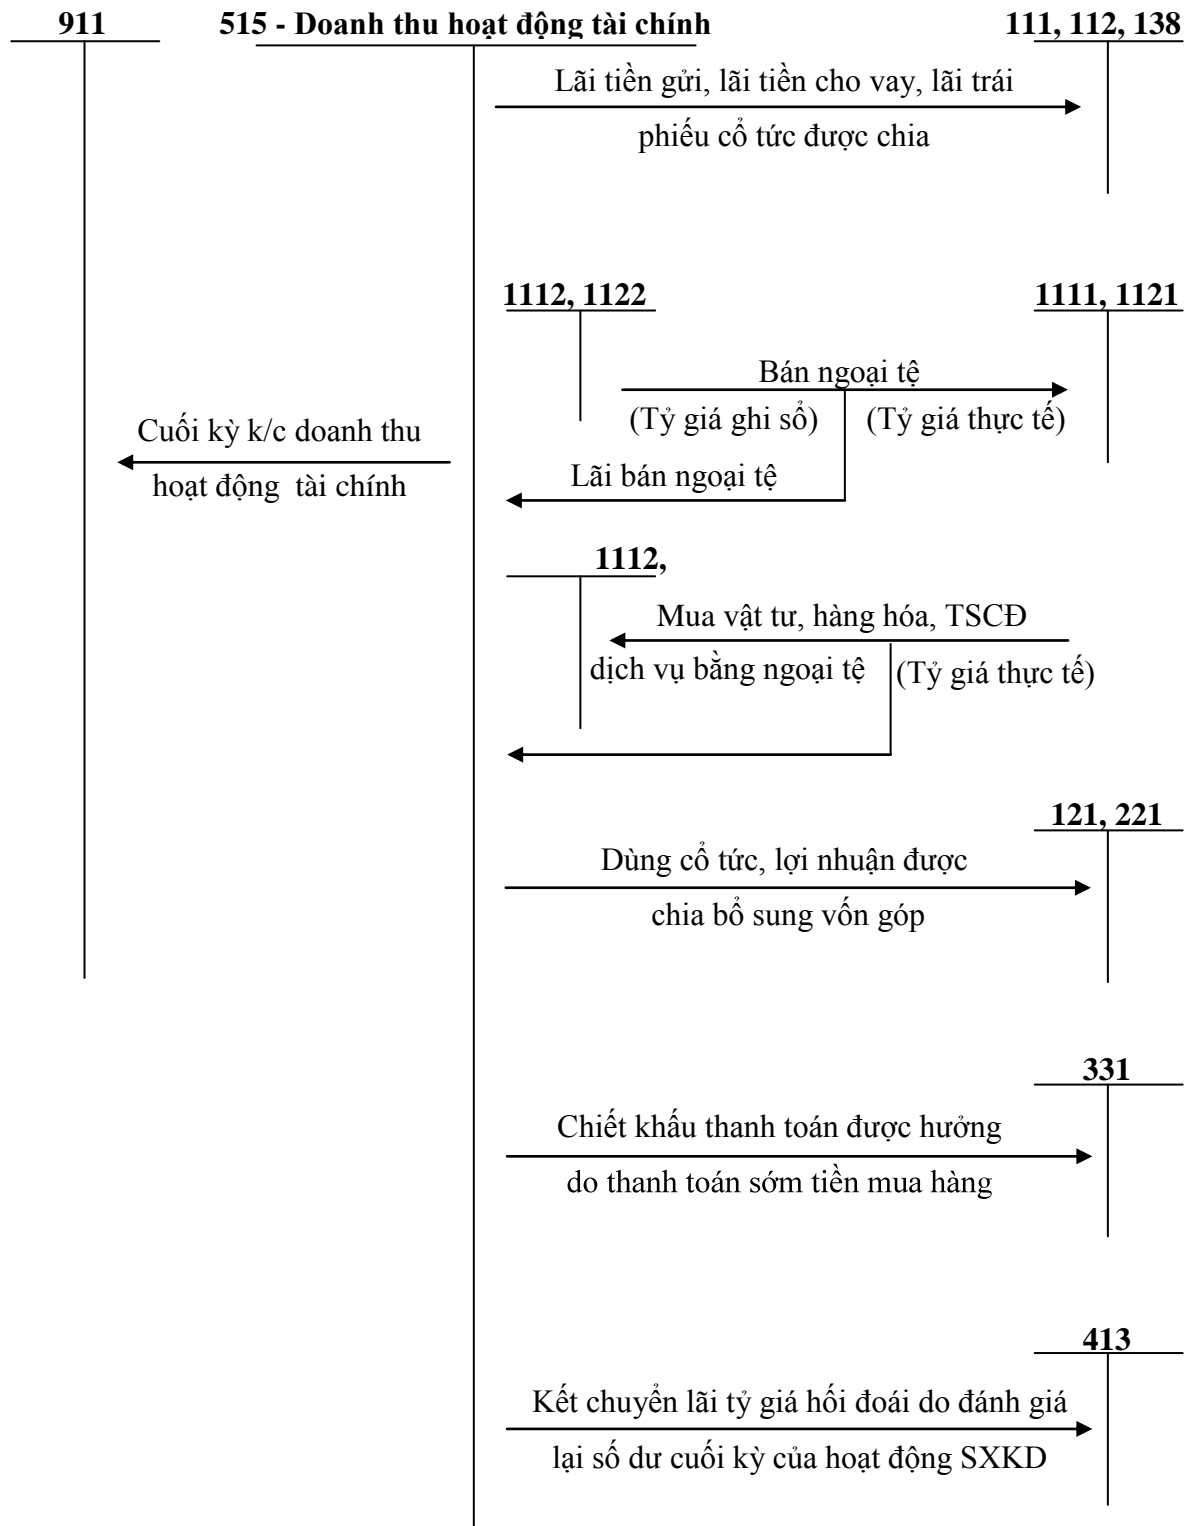 911
515 - Doanh thu hoạt động tài chính
111, 112, 138
Lãi tiền gửi, lãi tiền cho vay, lãi trái
phiếu cổ tức được chia
1112, 1122
1111, 1121
Bán ngoại tệ
(Tỷ giá ghi sổ)
(Tỷ giá thực tế)
Cuối kỳ k/c doanh thu
hoạt động tài chính
Lãi bán ngoại tệ
1112,
Mua vật tư, hàng hóa, TSCĐ
dịch vụ bằng ngoại tệ
(Tỷ giá thực tế)
121, 221
Dùng cổ tức, lợi nhuận được
chia bổ sung vốn góp
331
Chiết khấu thanh toán được hưởng
do thanh toán sớm tiền mua hàng
413
Kết chuyển lãi tỷ giá hối đoái do đánh giá
lại số dư cuối kỳ của hoạt động SXKD